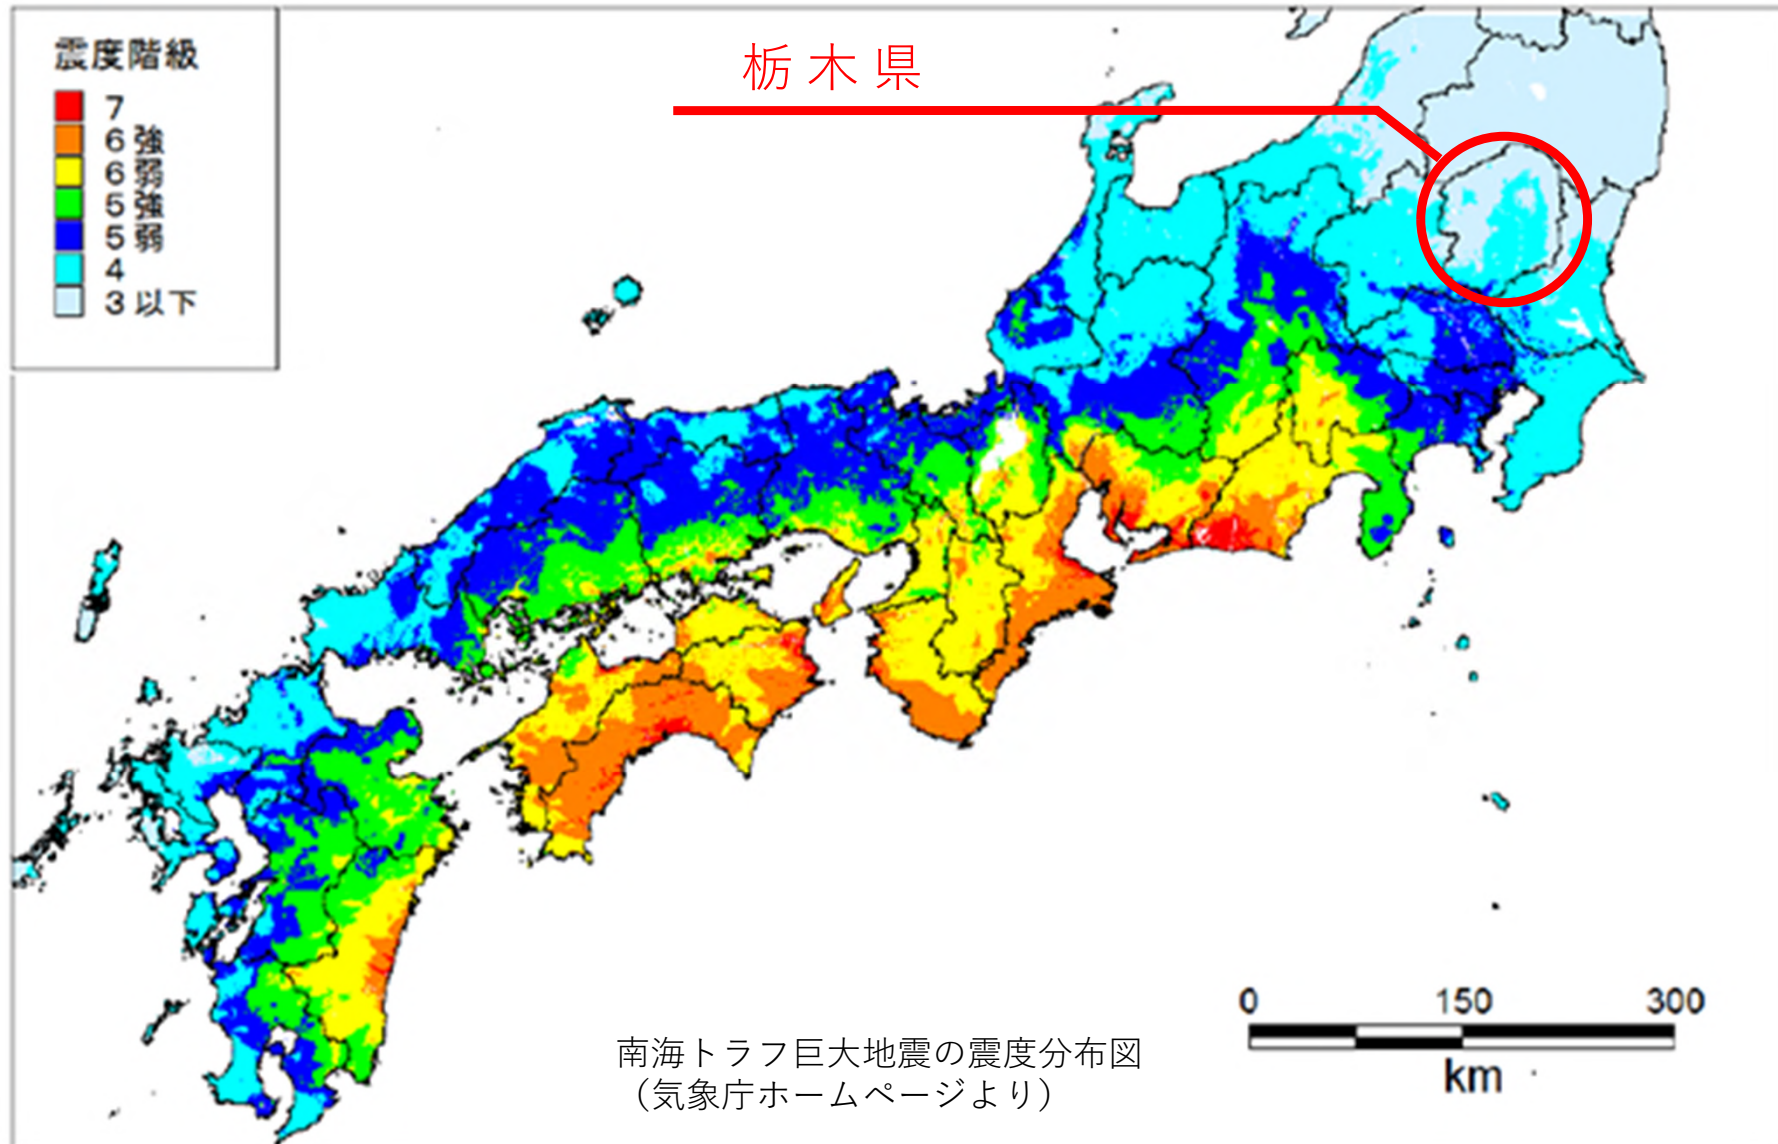 震度階級
7
6強
6弱
5強
5弱
4
3以下
栃木県
南海トラフ巨大地震の震度分布図
（気象庁ホームページより）
0 150 300
km